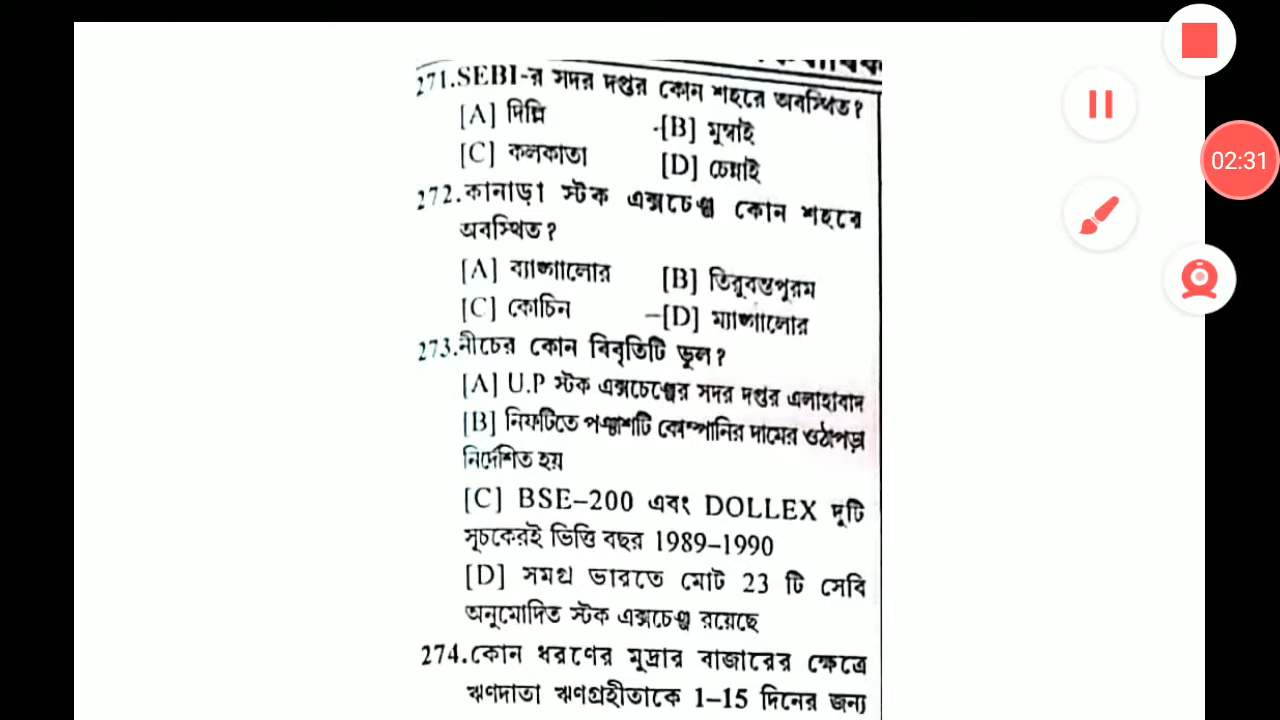 271.SEBI-র সদর দপ্তর কোন শহরে অবস্থিত?
[A] দিল্লি [B] মুম্বাই
[C] কলকাতা [D] চেন্নাই
272.কানাড়া স্টক এক্সচেঞ্জ কোন শহরে
অবস্থিত?
[A] ব্যাঙ্গালোর [B] তিরুবন্তপুরম
[C] কোচিন [D] ম্যাঙ্গালোর
273.নীচের কোন বিবৃতিটি ভুল?
[A] U.P স্টক এক্সচেঞ্জের সদর দপ্তর এলাহাবাদ
[B] নিফটিতে পঞ্চাশটি কোম্পানির দামের ওঠাপড়া
নির্দেশিত হয়
[C] BSE–200 এবং DOLLEX দুটি
সূচকেরই ভিত্তি বছর 1989–1990
[D] সমগ্র ভারতে মোট 23 টি সেবি
অনুমোদিত স্টক এক্সচেঞ্জ রয়েছে
274.কোন ধরণের মুদ্রার বাজারের ক্ষেত্রে
ঋণদাতা ঋণগ্রহীতাকে 1–15 দিনের জন্য
02:31